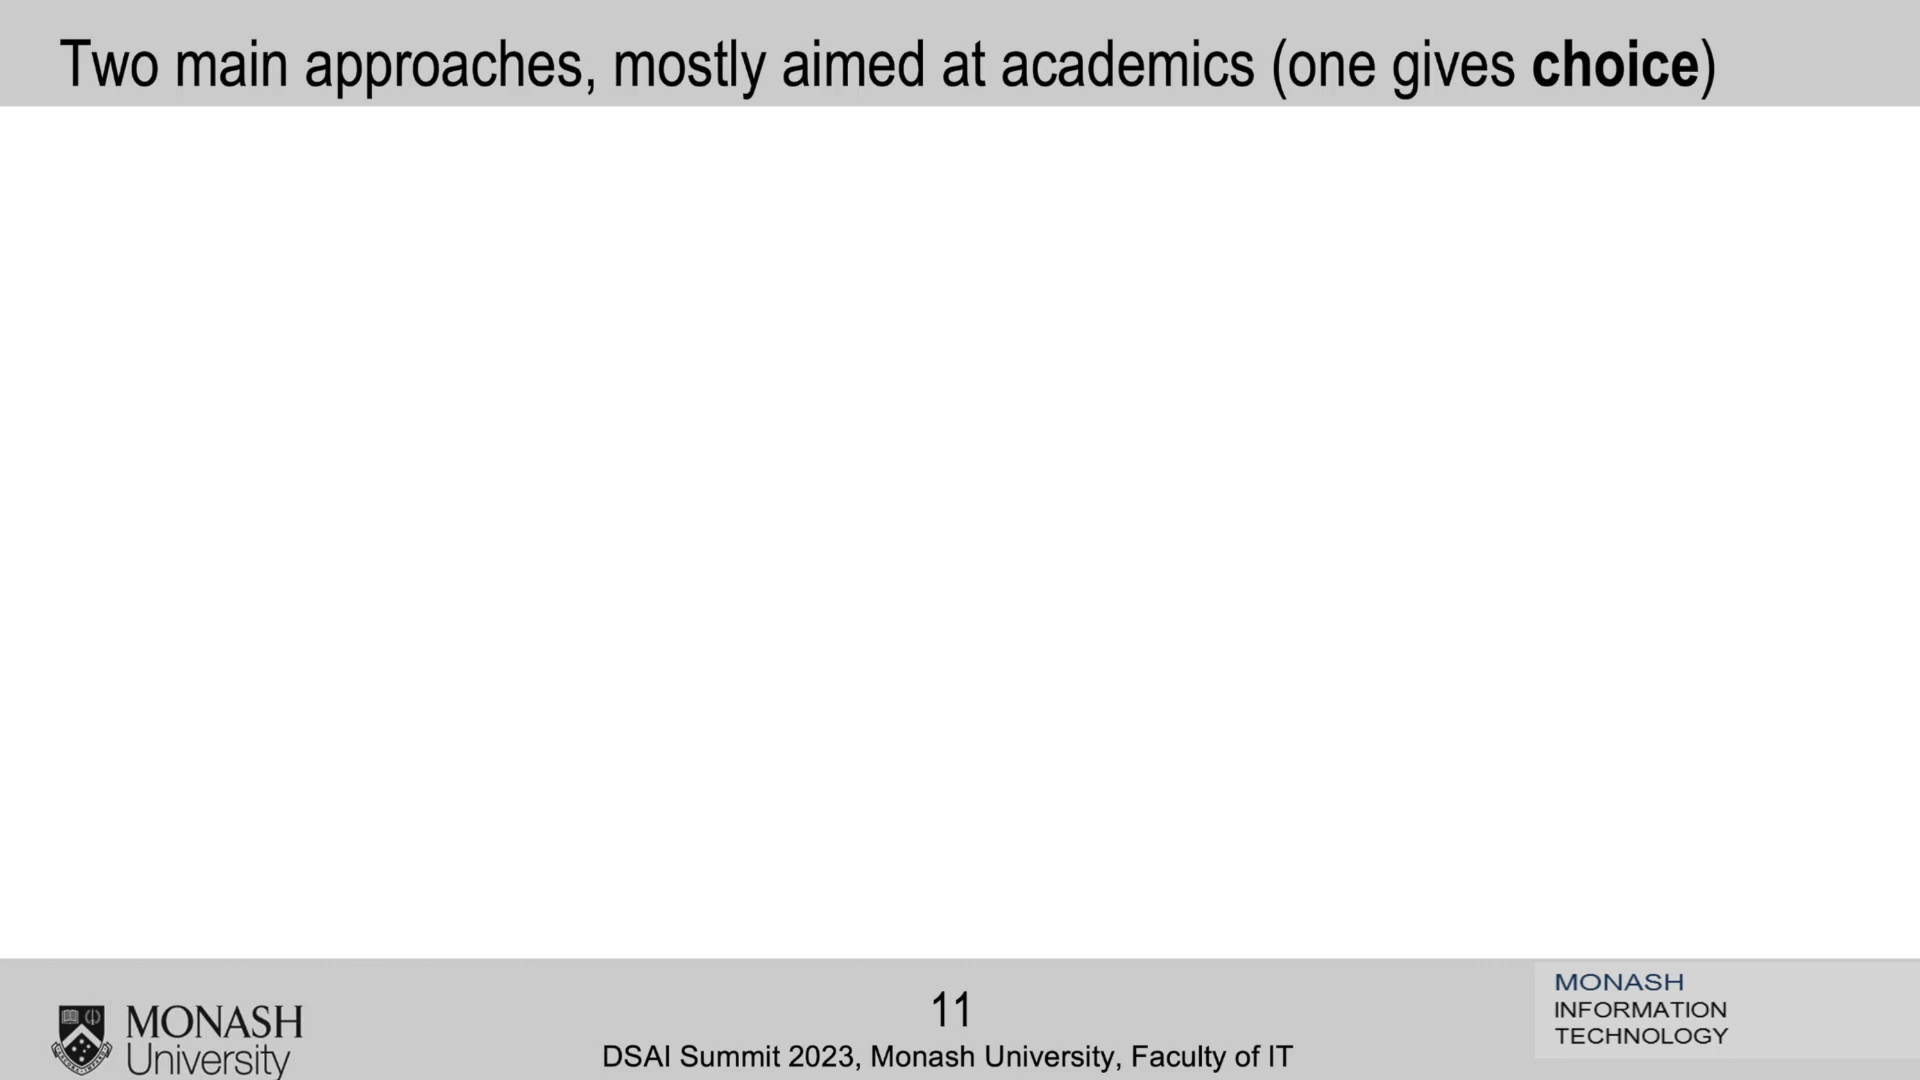 Two main approaches, mostly aimed at academics (one gives choice)
MONASH
University
11
DSAI Summit 2023, Monash University, Faculty of IT
MONASH
INFORMATION
TECHNOLOGY